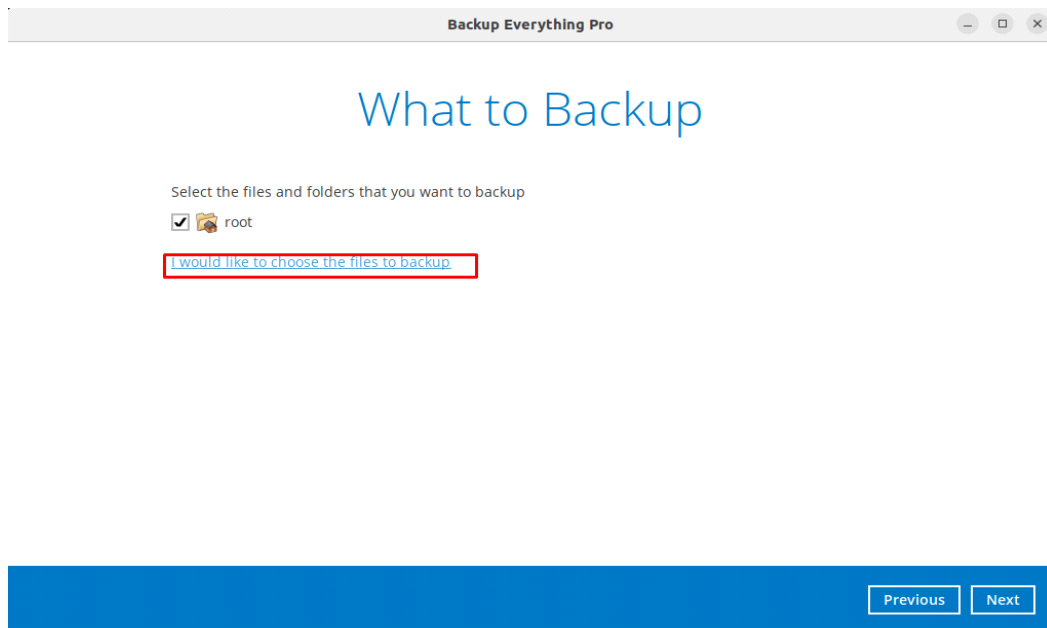 Backup Everything Pro
What to Backup
Select the files and folders that you want to backup
root
I would like to choose the files to backup
Previous Next